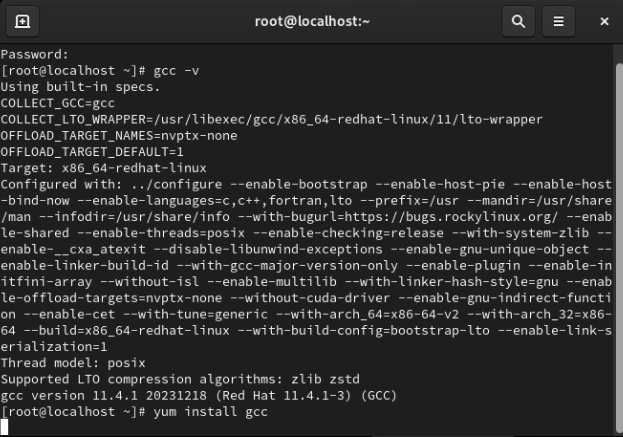 root@localhost:~
Password:
[root@localhost ~]# gcc -v
Using built-in specs.
COLLECT_GCC=gcc
COLLECT_LTO_WRAPPER=/usr/libexec/gcc/x86_64-redhat-linux/11/lto-wrapper
OFFLOAD_TARGET_NAMES=nvptx-none
OFFLOAD_TARGET_DEFAULT=1
Target: x86_64-redhat-linux
Configured with: ../configure --enable-bootstrap --enable-host-pie --enable-host
-bind-now --enable-languages=c,c++,fortran,lto --prefix=/usr --mandir=/usr/share
/man --infodir=/usr/share/info --with-bugurl=https://bugs.rockylinux.org/ --enab
le-shared --enable-threads=posix --enable-checking=release --with-system-zlib --
enable-__cxa_atexit --disable-libunwind-exceptions --enable-gnu-unique-object --
enable-linker-build-id --with-gcc-major-version-only --enable-plugin --enable-in
itfini-array --without-isl --enable-multilib --with-linker-hash-style=gnu --enab
le-offload-targets=nvptx-none --without-cuda-driver --enable-gnu-indirect-functi
on --enable-cet --with-tune=generic --with-arch_64=x86-64-v2 --with-arch_32=x86-
64 --build=x86_64-redhat-linux --with-build-config=bootstrap-lto --enable-link-s
erialization=1
Thread model: posix
Supported LTO compression algorithms: zlib zstd
gcc version 11.4.1 20231218 (Red Hat 11.4.1-3) (GCC)
[root@localhost ~]# yum install gcc